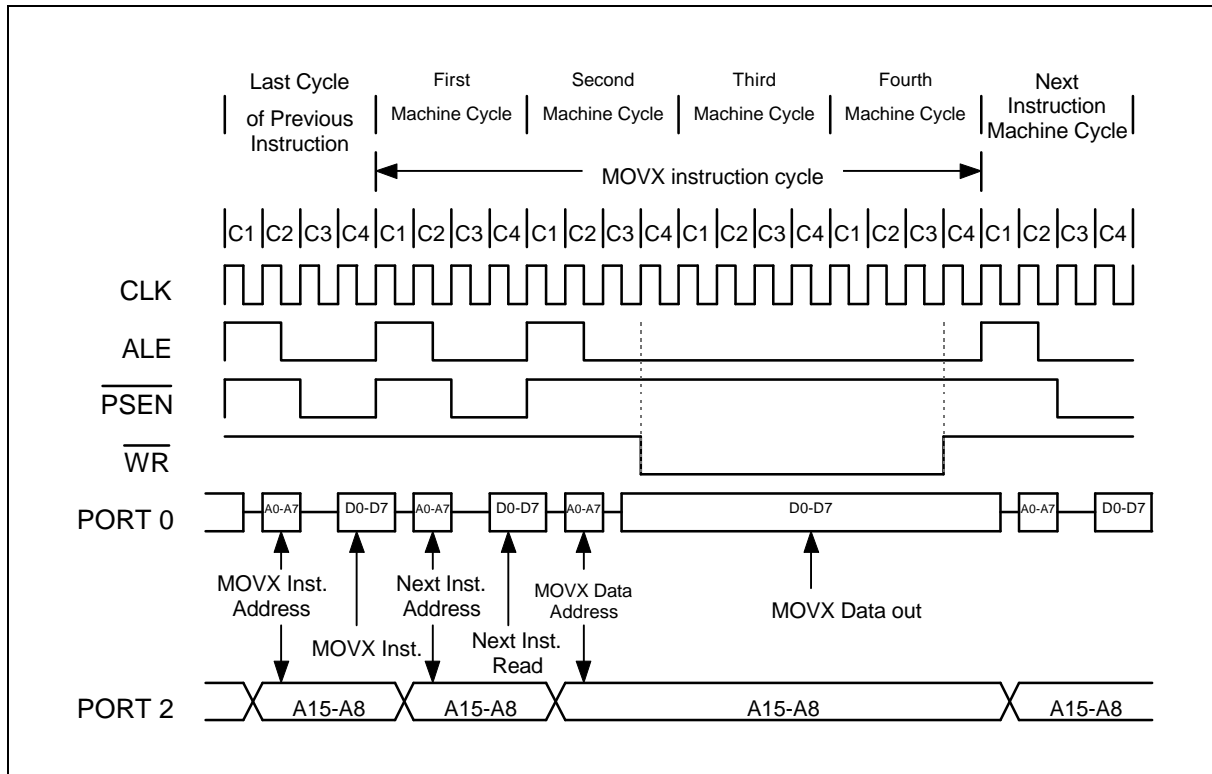 Last Cycle
of Previous
Instruction
First
Machine Cycle
Second
Machine Cycle
Third
Machine Cycle
Fourth
Machine Cycle
Next
Instruction
Machine Cycle
MOVX instruction cycle
C1 C2 C3 C4 C1 C2 C3 C4 C1 C2 C3 C4 C1 C2 C3 C4 C1 C2 C3 C4 C1 C2 C3 C4
CLK
ALE
PSEN
WR
PORT 0
A0-A7 D0-D7 A0-A7 D0-D7 A0-A7 D0-D7 A0-A7 D0-D7
MOVX Inst.
Address
MOVX Inst.
Next Inst.
Address
Next Inst.
Read
MOVX Data
Address
MOVX Data out
PORT 2
A15-A8 A15-A8 A15-A8 A15-A8